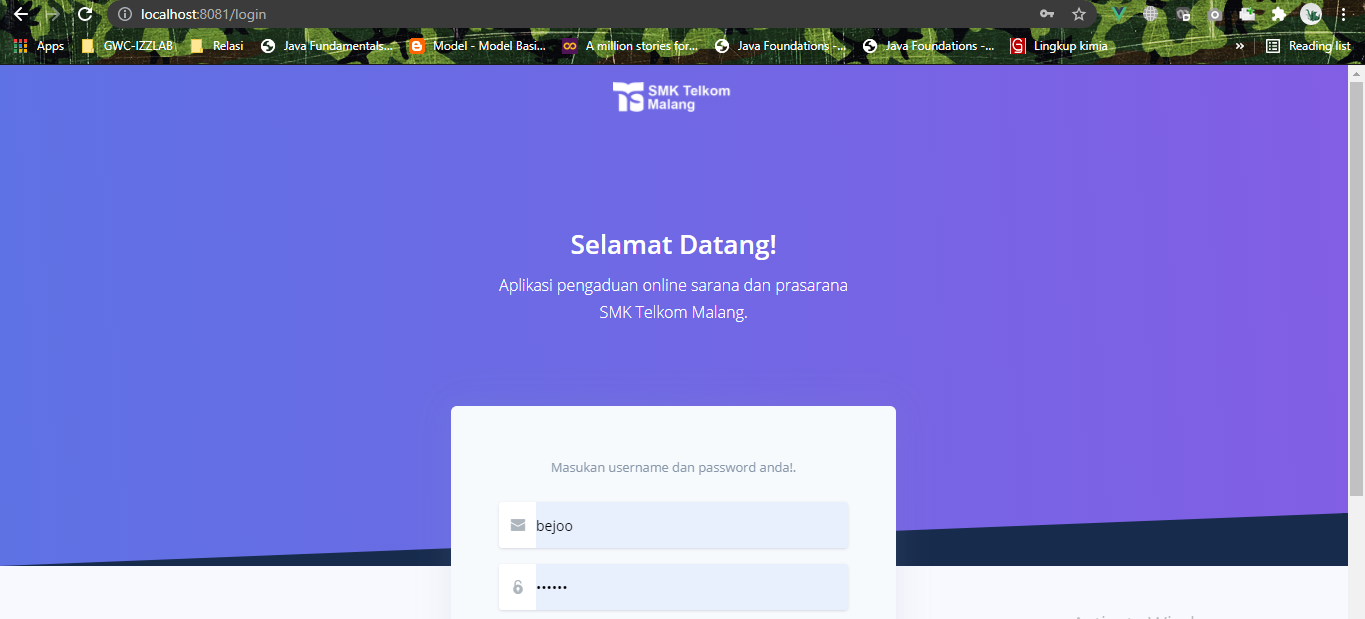 localhost:8081/login
Apps GWC-IZZLAB Relasi Java Fundamentals... Model - Model Basi... A million stories for... Java Foundations -... Java Foundations -... Lingkup kimia » Reading list
SMK Telkom
Malang
Selamat Datang!
Aplikasi pengaduan online sarana dan prasarana
SMK Telkom Malang.
Masukan username dan password anda!.
bejoo
••••••